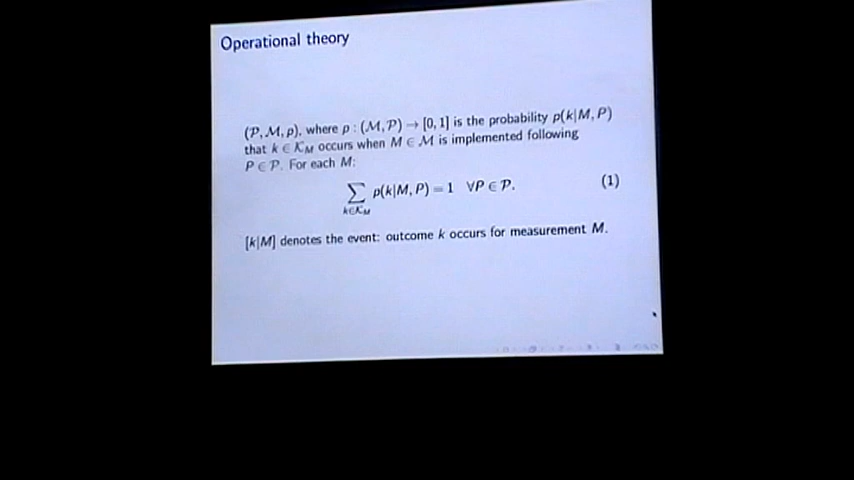 Operational theory
(𝒫, ℳ, p), where p : (ℳ, 𝒫) → [0, 1] is the probability p(k|M, P)
that k ∈ 𝒦_M occurs when M ∈ ℳ is implemented following
P ∈ 𝒫. For each M:
∑_{k∈𝒦_M} p(k|M, P) = 1 ∀P ∈ 𝒫. (1)
[k|M] denotes the event: outcome k occurs for measurement M.